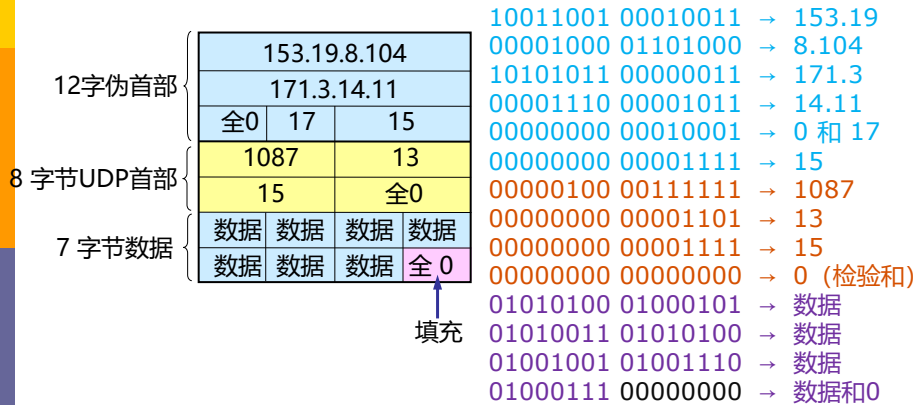 12字伪首部
153.19.8.104
171.3.14.11
全0 17 15
8 字节UDP首部
1087 13
15 全0
7 字节数据
数据 数据 数据 数据
数据 数据 数据 全 0
填充
10011001 00010011 → 153.19
00001000 01101000 → 8.104
10101011 00000011 → 171.3
00001110 00001011 → 14.11
00000000 00010001 → 0 和 17
00000000 00001111 → 15
00000100 00111111 → 1087
00000000 00001101 → 13
00000000 00001111 → 15
00000000 00000000 → 0 (检验和)
01010100 01000101 → 数据
01010011 01010100 → 数据
01001001 01001110 → 数据
01000111 00000000 → 数据和0